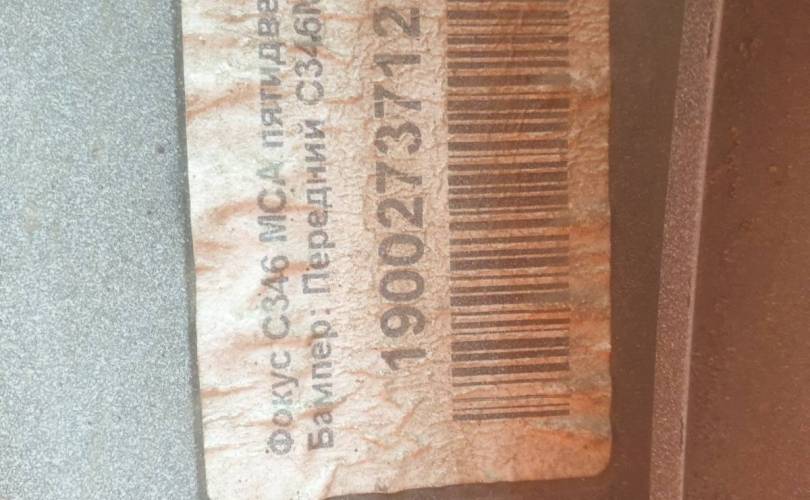 Фокус C346 MCA пятидве
Бампер: Передний C346M
1900273712